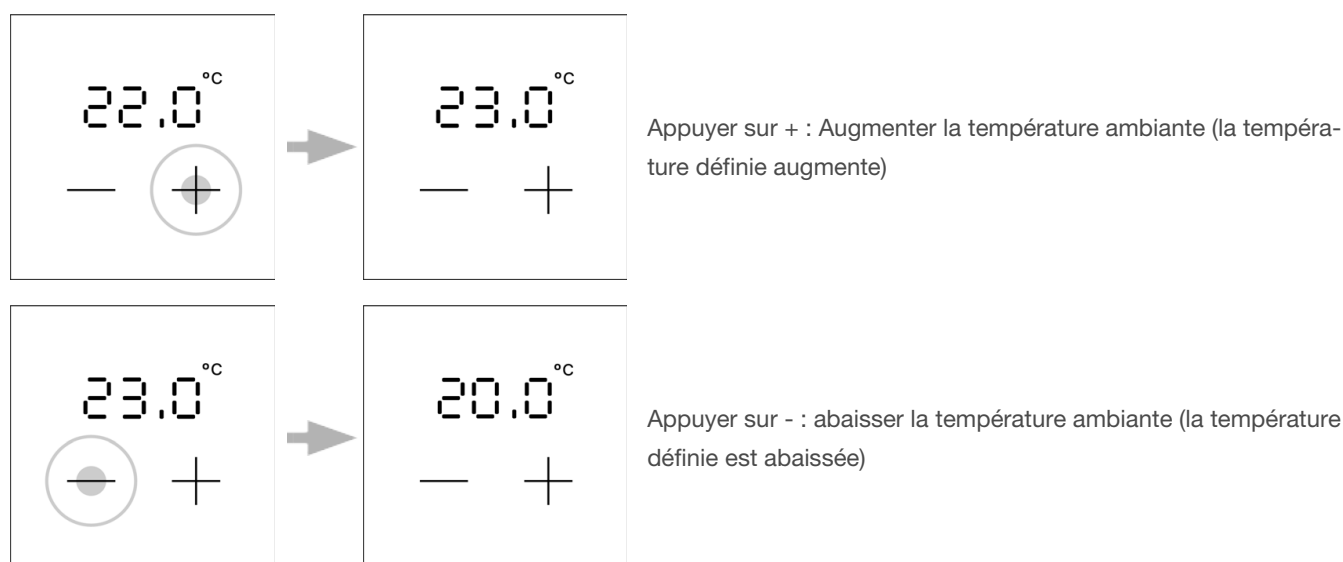 22.0 °C
23.0 °C
Appuyer sur + : Augmenter la température ambiante (la tempéra-
ture définie augmente)
— +
— +
23.0 °C
20.0 °C
Appuyer sur - : abaisser la température ambiante (la température
définie est abaissée)
— +
— +